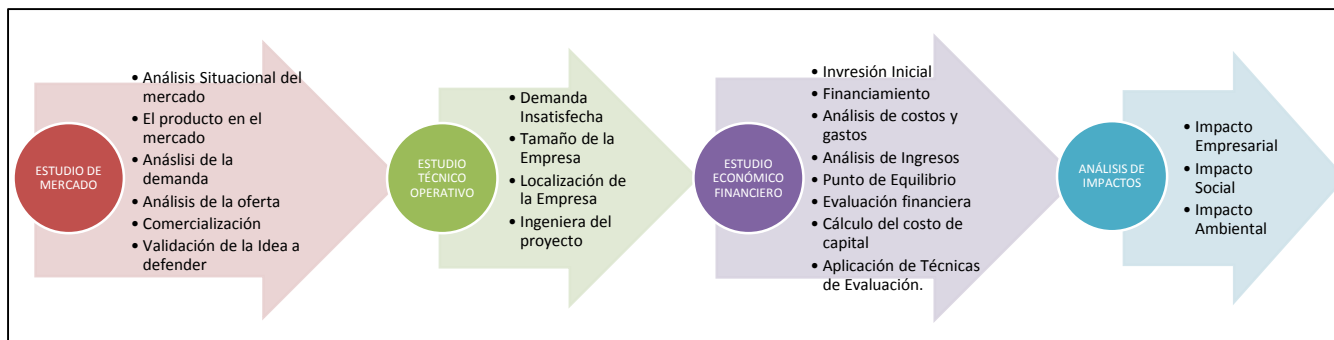 ESTUDIO DE
MERCADO
• Análisis Situacional del
mercado
• El producto en el
mercado
• Anáslisi de la
demanda
• Análisis de la oferta
• Comercialización
• Validación de la Idea a
defender
ESTUDIO
TÉCNICO
OPERATIVO
• Demanda
Insatisfecha
• Tamaño de la
Empresa
• Localización de
la Empresa
• Ingeniera del
proyecto
ESTUDIO
ECONÓMICO
FINANCIERO
• Invresión Inicial
• Financiamiento
• Análisis de costos y
gastos
• Análisis de Ingresos
• Punto de Equilibrio
• Evaluación financiera
• Cálculo del costo de
capital
• Aplicación de Técnicas
de Evaluación.
ANÁLISIS DE
IMPACTOS
• Impacto
Empresarial
• Impacto
Social
• Impacto
Ambiental